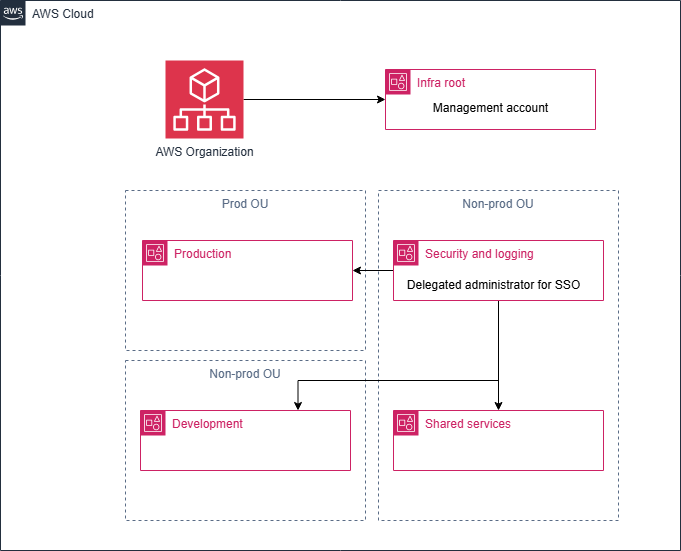 aws
AWS Cloud
Infra root
Management account
AWS Organization
Prod OU
Non-prod OU
Production
Security and logging
Delegated administrator for SSO
Non-prod OU
Development
Shared services